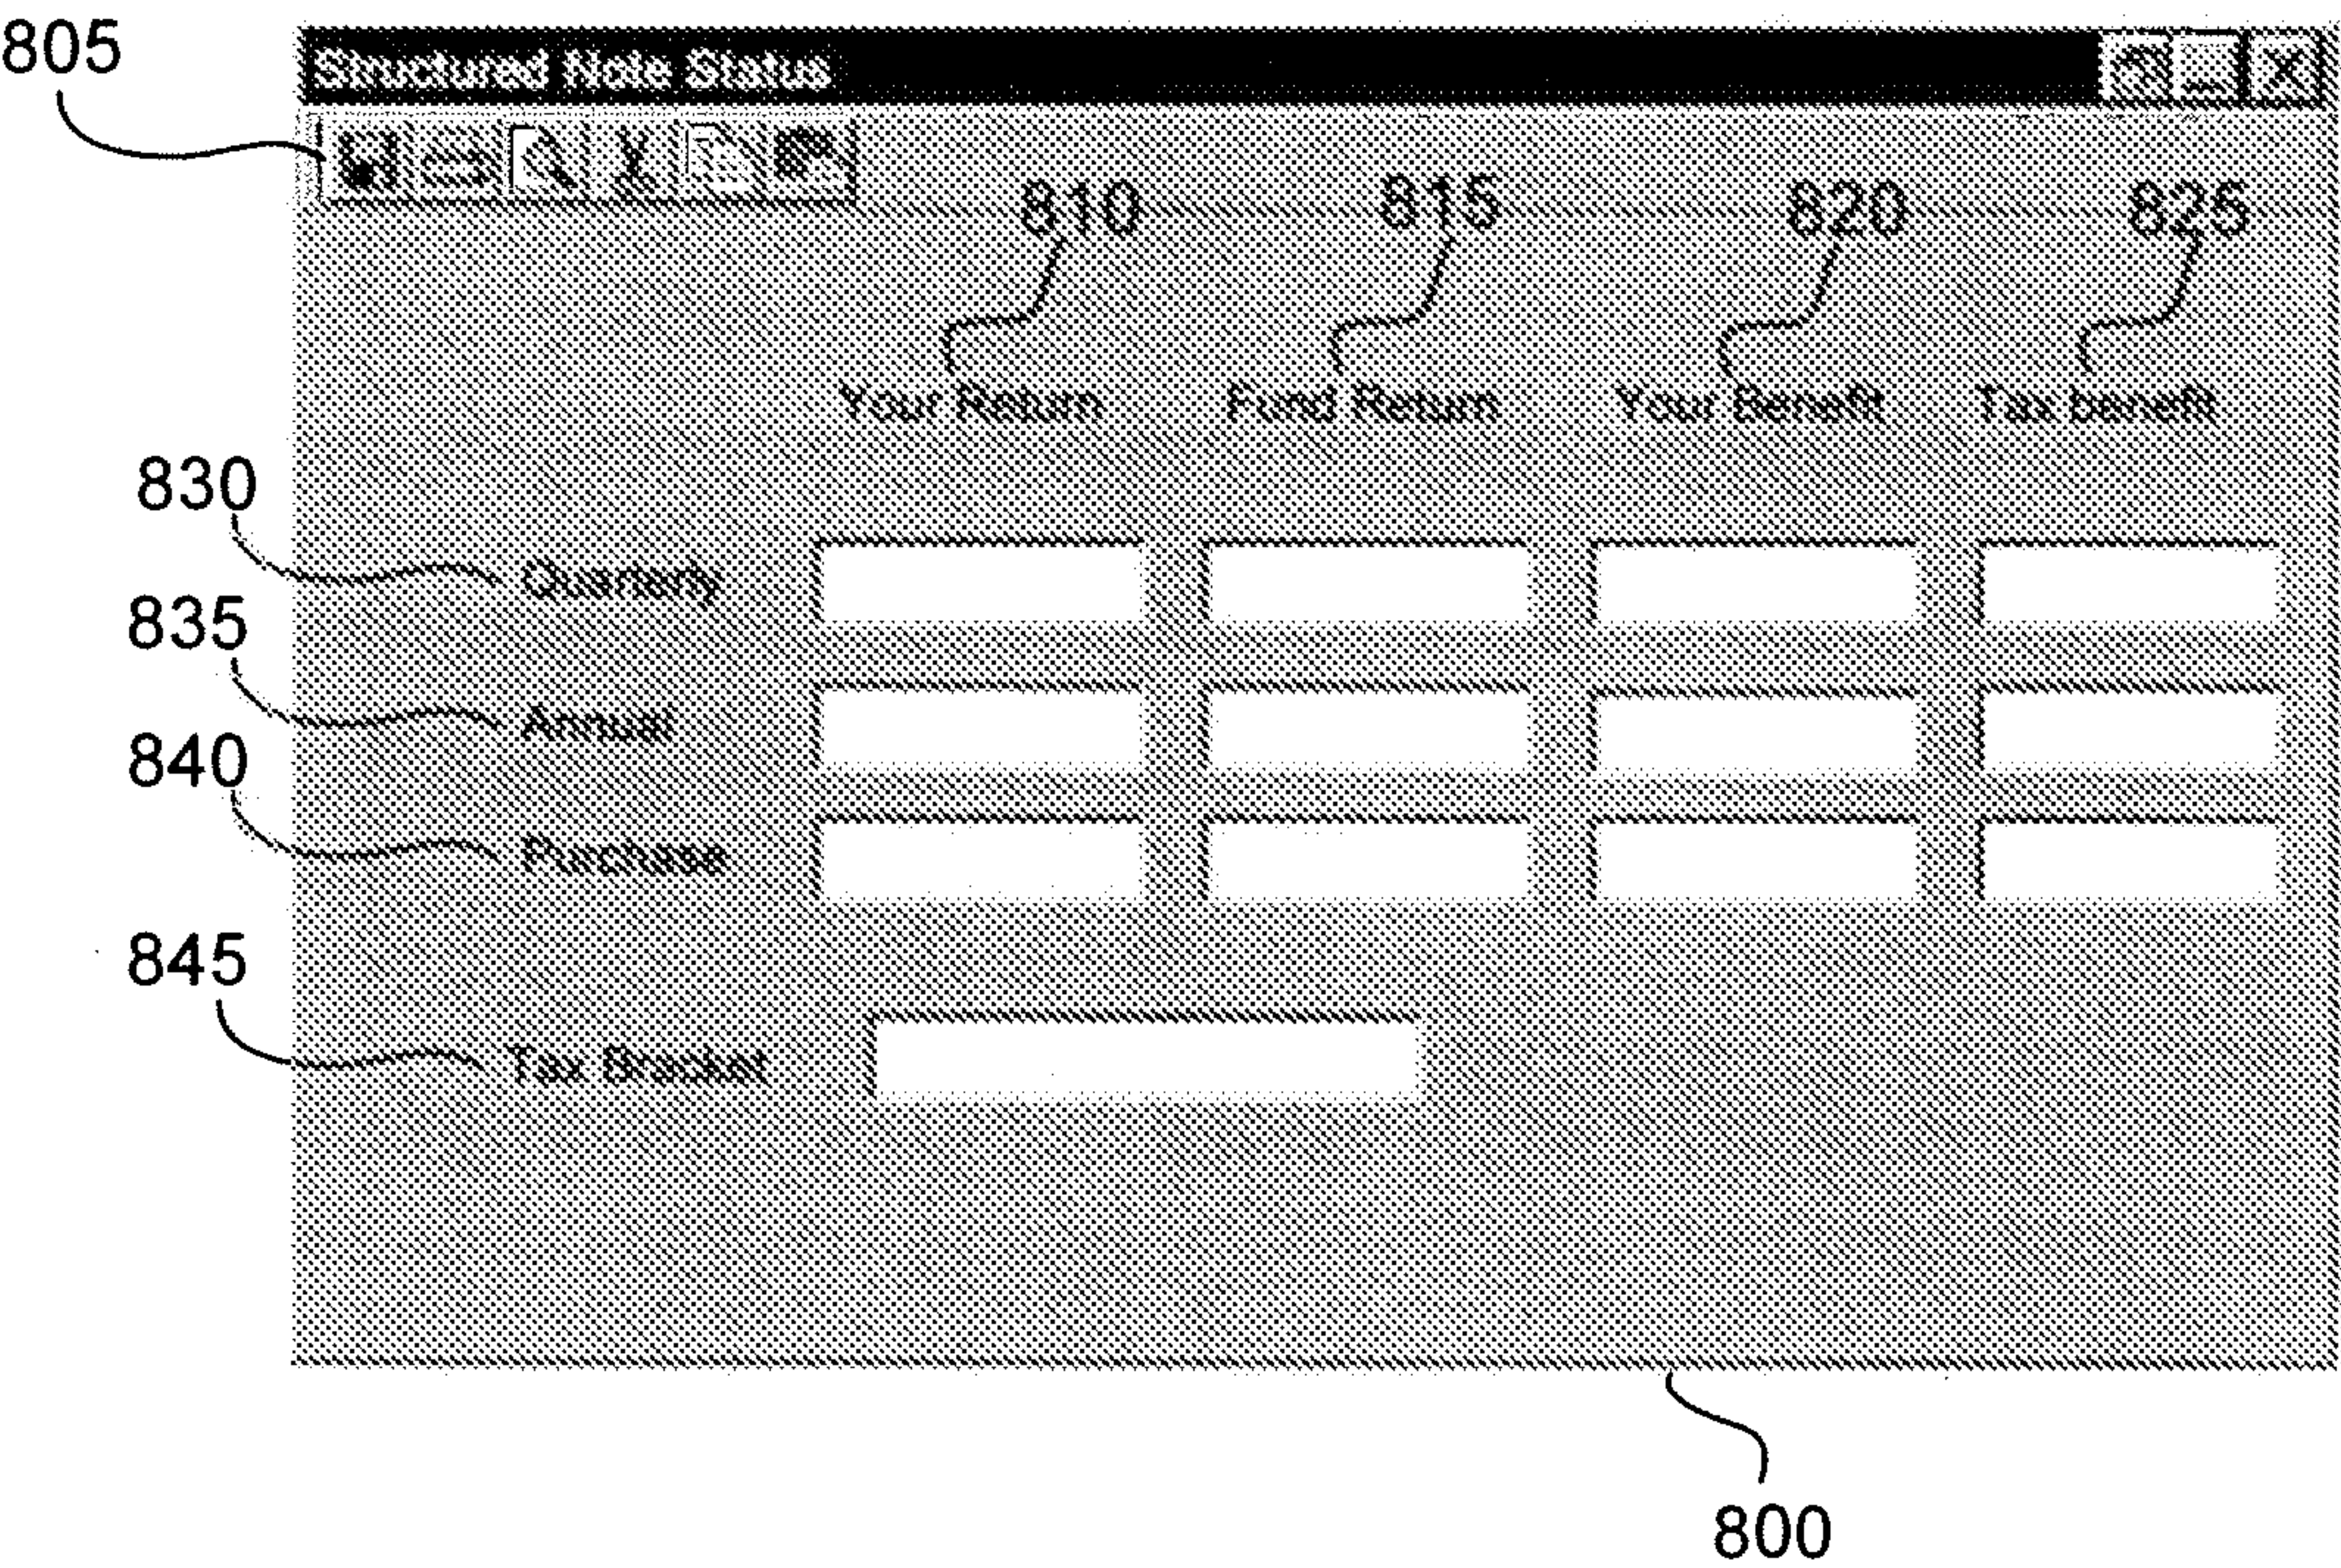 805
Structured Note Status
810 815 820 825
Your Return Fund Return Your Benefit Tax benefit
830
Quarterly
835
Annual
840
Purchase
845
Tax Bracket
800